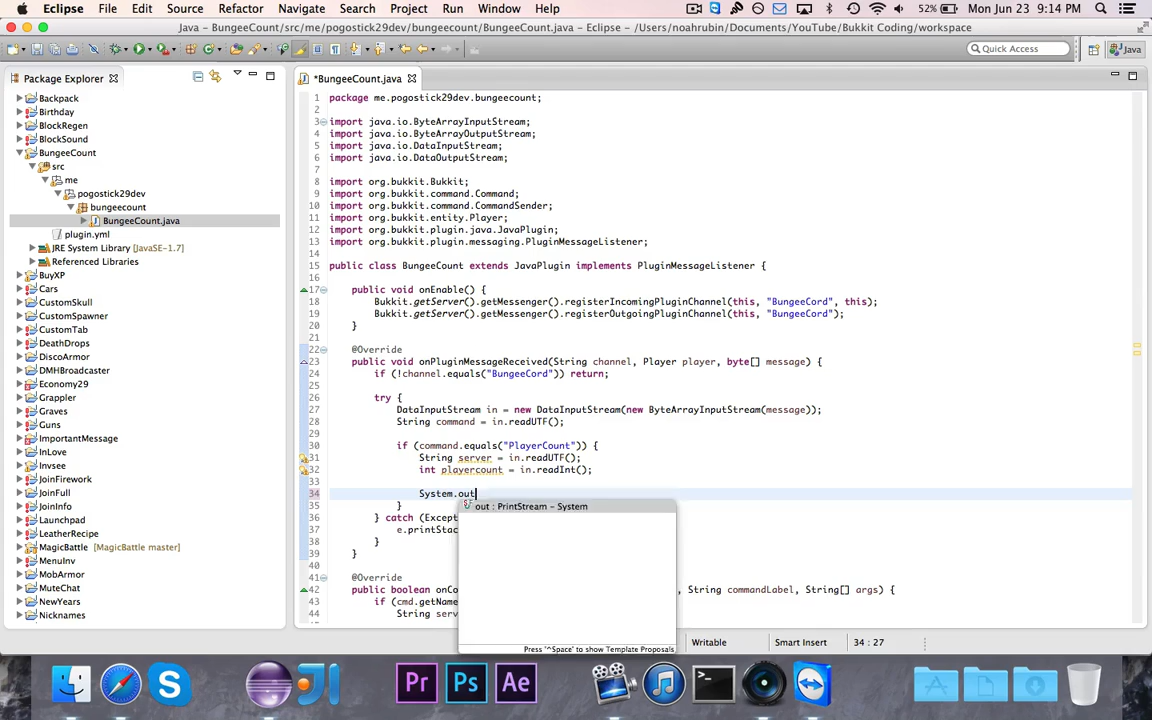 Eclipse File Edit Source Refactor Navigate Search Project Run Window Help 52% Mon Jun 23 9:14 PM
Java – BungeeCount/src/me/pogostick29dev/bungeecount/BungeeCount.java – Eclipse – /Users/noahrubin/Documents/YouTube/Bukkit Coding/workspace
Quick Access Java
Package Explorer
*BungeeCount.java
Backpack
Birthday
BlockRegen
BlockSound
BungeeCount
src
me
pogostick29dev
bungeecount
BungeeCount.java
plugin.yml
JRE System Library [JavaSE-1.7]
Referenced Libraries
BuyXP
Cars
CustomSkull
CustomSpawner
CustomTab
DeathDrops
DiscoArmor
DMHBroadcaster
Economy29
Grappler
Graves
Guns
ImportantMessage
InLove
Invsee
JoinFirework
JoinFull
JoinInfo
Launchpad
LeatherRecipe
MagicBattle [MagicBattle master]
MenuInv
MobArmor
MuteChat
NewYears
Nicknames
1 package me.pogostick29dev.bungeecount;
2
3 import java.io.ByteArrayInputStream;
4 import java.io.ByteArrayOutputStream;
5 import java.io.DataInputStream;
6 import java.io.DataOutputStream;
7
8 import org.bukkit.Bukkit;
9 import org.bukkit.command.Command;
10 import org.bukkit.command.CommandSender;
11 import org.bukkit.entity.Player;
12 import org.bukkit.plugin.java.JavaPlugin;
13 import org.bukkit.plugin.messaging.PluginMessageListener;
14
15 public class BungeeCount extends JavaPlugin implements PluginMessageListener {
16
17 public void onEnable() {
18 Bukkit.getServer().getMessenger().registerIncomingPluginChannel(this, "BungeeCord", this);
19 Bukkit.getServer().getMessenger().registerOutgoingPluginChannel(this, "BungeeCord");
20 }
21
22 @Override
23 public void onPluginMessageReceived(String channel, Player player, byte[] message) {
24 if (!channel.equals("BungeeCord")) return;
25
26 try {
27 DataInputStream in = new DataInputStream(new ByteArrayInputStream(message));
28 String command = in.readUTF();
29
30 if (command.equals("PlayerCount")) {
31 String server = in.readUTF();
32 int playercount = in.readInt();
33
34 System.out
35 }
36 } catch (Except
37 e.printStac
38 }
39 }
40
41 @Override
42 public boolean onCo , String commandLabel, String[] args) {
43 if (cmd.getName
44 String serv
out : PrintStream – System
Press '^Space' to show Template Proposals
Writable Smart Insert 34 : 27
Pr Ps Ae